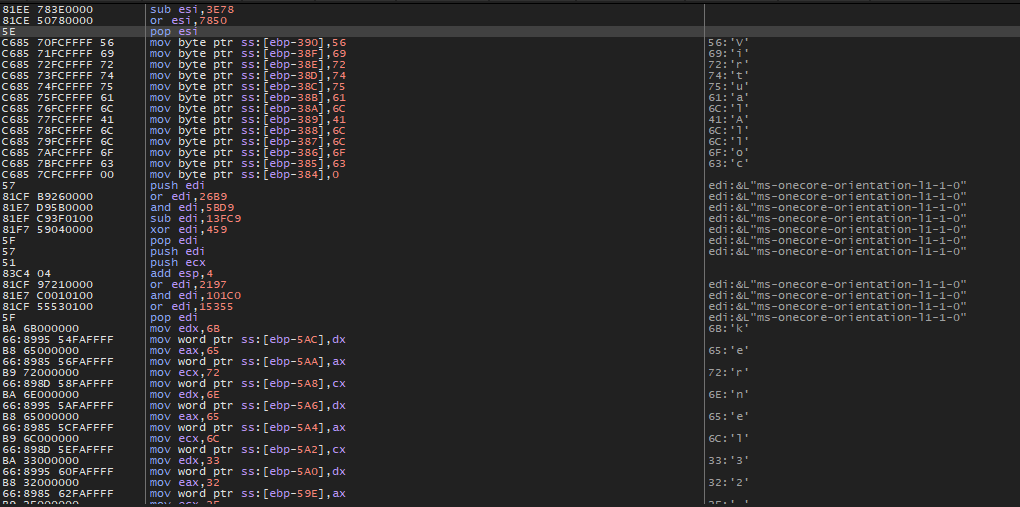 81EE 783E0000 sub esi,3E78
81CE 50780000 or esi,7850
5E pop esi
C685 70FCFFFF 56 mov byte ptr ss:[ebp-390],56 56:'V'
C685 71FCFFFF 69 mov byte ptr ss:[ebp-38F],69 69:'i'
C685 72FCFFFF 72 mov byte ptr ss:[ebp-38E],72 72:'r'
C685 73FCFFFF 74 mov byte ptr ss:[ebp-38D],74 74:'t'
C685 74FCFFFF 75 mov byte ptr ss:[ebp-38C],75 75:'u'
C685 75FCFFFF 61 mov byte ptr ss:[ebp-38B],61 61:'a'
C685 76FCFFFF 6C mov byte ptr ss:[ebp-38A],6C 6C:'l'
C685 77FCFFFF 41 mov byte ptr ss:[ebp-389],41 41:'A'
C685 78FCFFFF 6C mov byte ptr ss:[ebp-388],6C 6C:'l'
C685 79FCFFFF 6C mov byte ptr ss:[ebp-387],6C 6C:'l'
C685 7AFCFFFF 6F mov byte ptr ss:[ebp-386],6F 6F:'o'
C685 7BFCFFFF 63 mov byte ptr ss:[ebp-385],63 63:'c'
C685 7CFCFFFF 00 mov byte ptr ss:[ebp-384],0
57 push edi edi:&L"ms-onecore-orientation-l1-1-0"
81CF B9260000 or edi,26B9 edi:&L"ms-onecore-orientation-l1-1-0"
81E7 D95B0000 and edi,5BD9 edi:&L"ms-onecore-orientation-l1-1-0"
81EF C93F0100 sub edi,13FC9 edi:&L"ms-onecore-orientation-l1-1-0"
81F7 59040000 xor edi,459 edi:&L"ms-onecore-orientation-l1-1-0"
5F pop edi edi:&L"ms-onecore-orientation-l1-1-0"
57 push edi edi:&L"ms-onecore-orientation-l1-1-0"
51 push ecx
83C4 04 add esp,4
81CF 97210000 or edi,2197 edi:&L"ms-onecore-orientation-l1-1-0"
81E7 C0010100 and edi,101C0 edi:&L"ms-onecore-orientation-l1-1-0"
81CF 55530100 or edi,15355 edi:&L"ms-onecore-orientation-l1-1-0"
5F pop edi edi:&L"ms-onecore-orientation-l1-1-0"
BA 6B000000 mov edx,6B 6B:'k'
66:8995 54FAFFFF mov word ptr ss:[ebp-5AC],dx
B8 65000000 mov eax,65 65:'e'
66:8985 56FAFFFF mov word ptr ss:[ebp-5AA],ax
B9 72000000 mov ecx,72 72:'r'
66:898D 58FAFFFF mov word ptr ss:[ebp-5A8],cx
BA 6E000000 mov edx,6E 6E:'n'
66:8995 5AFAFFFF mov word ptr ss:[ebp-5A6],dx
B8 65000000 mov eax,65 65:'e'
66:8985 5CFAFFFF mov word ptr ss:[ebp-5A4],ax
B9 6C000000 mov ecx,6C 6C:'l'
66:898D 5EFAFFFF mov word ptr ss:[ebp-5A2],cx
BA 33000000 mov edx,33 33:'3'
66:8995 60FAFFFF mov word ptr ss:[ebp-5A0],dx
B8 32000000 mov eax,32 32:'2'
66:8985 62FAFFFF mov word ptr ss:[ebp-59E],ax